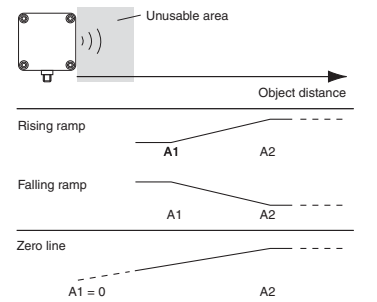 Unusable area
Object distance
Rising ramp
A1 A2
Falling ramp
A1 A2
Zero line
A1 = 0 A2